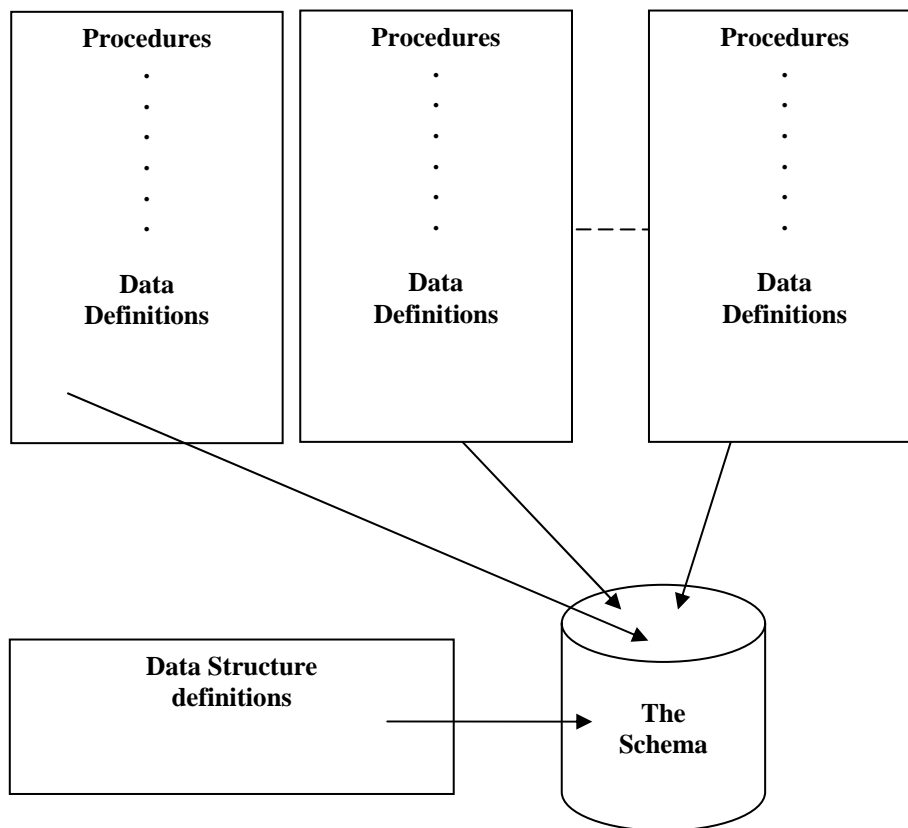 Procedures
.
.
.
.
.
.
Data
Definitions
Procedures
.
.
.
.
.
.
Data
Definitions
Procedures
.
.
.
.
.
.
Data
Definitions
Data Structure
definitions
The
Schema